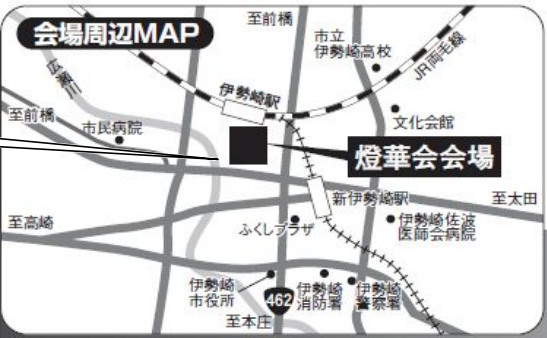 会場周辺MAP
至前橋
市立
伊勢崎高校
JR両毛線
広瀬川
伊勢崎駅
至前橋
市民病院
文化会館
燈華会会場
新伊勢崎駅
至太田
至高崎
ふくしプラザ
伊勢崎佐波
医師会病院
伊勢崎
市役所
462
伊勢崎
消防署
伊勢崎
警察署
至本庄